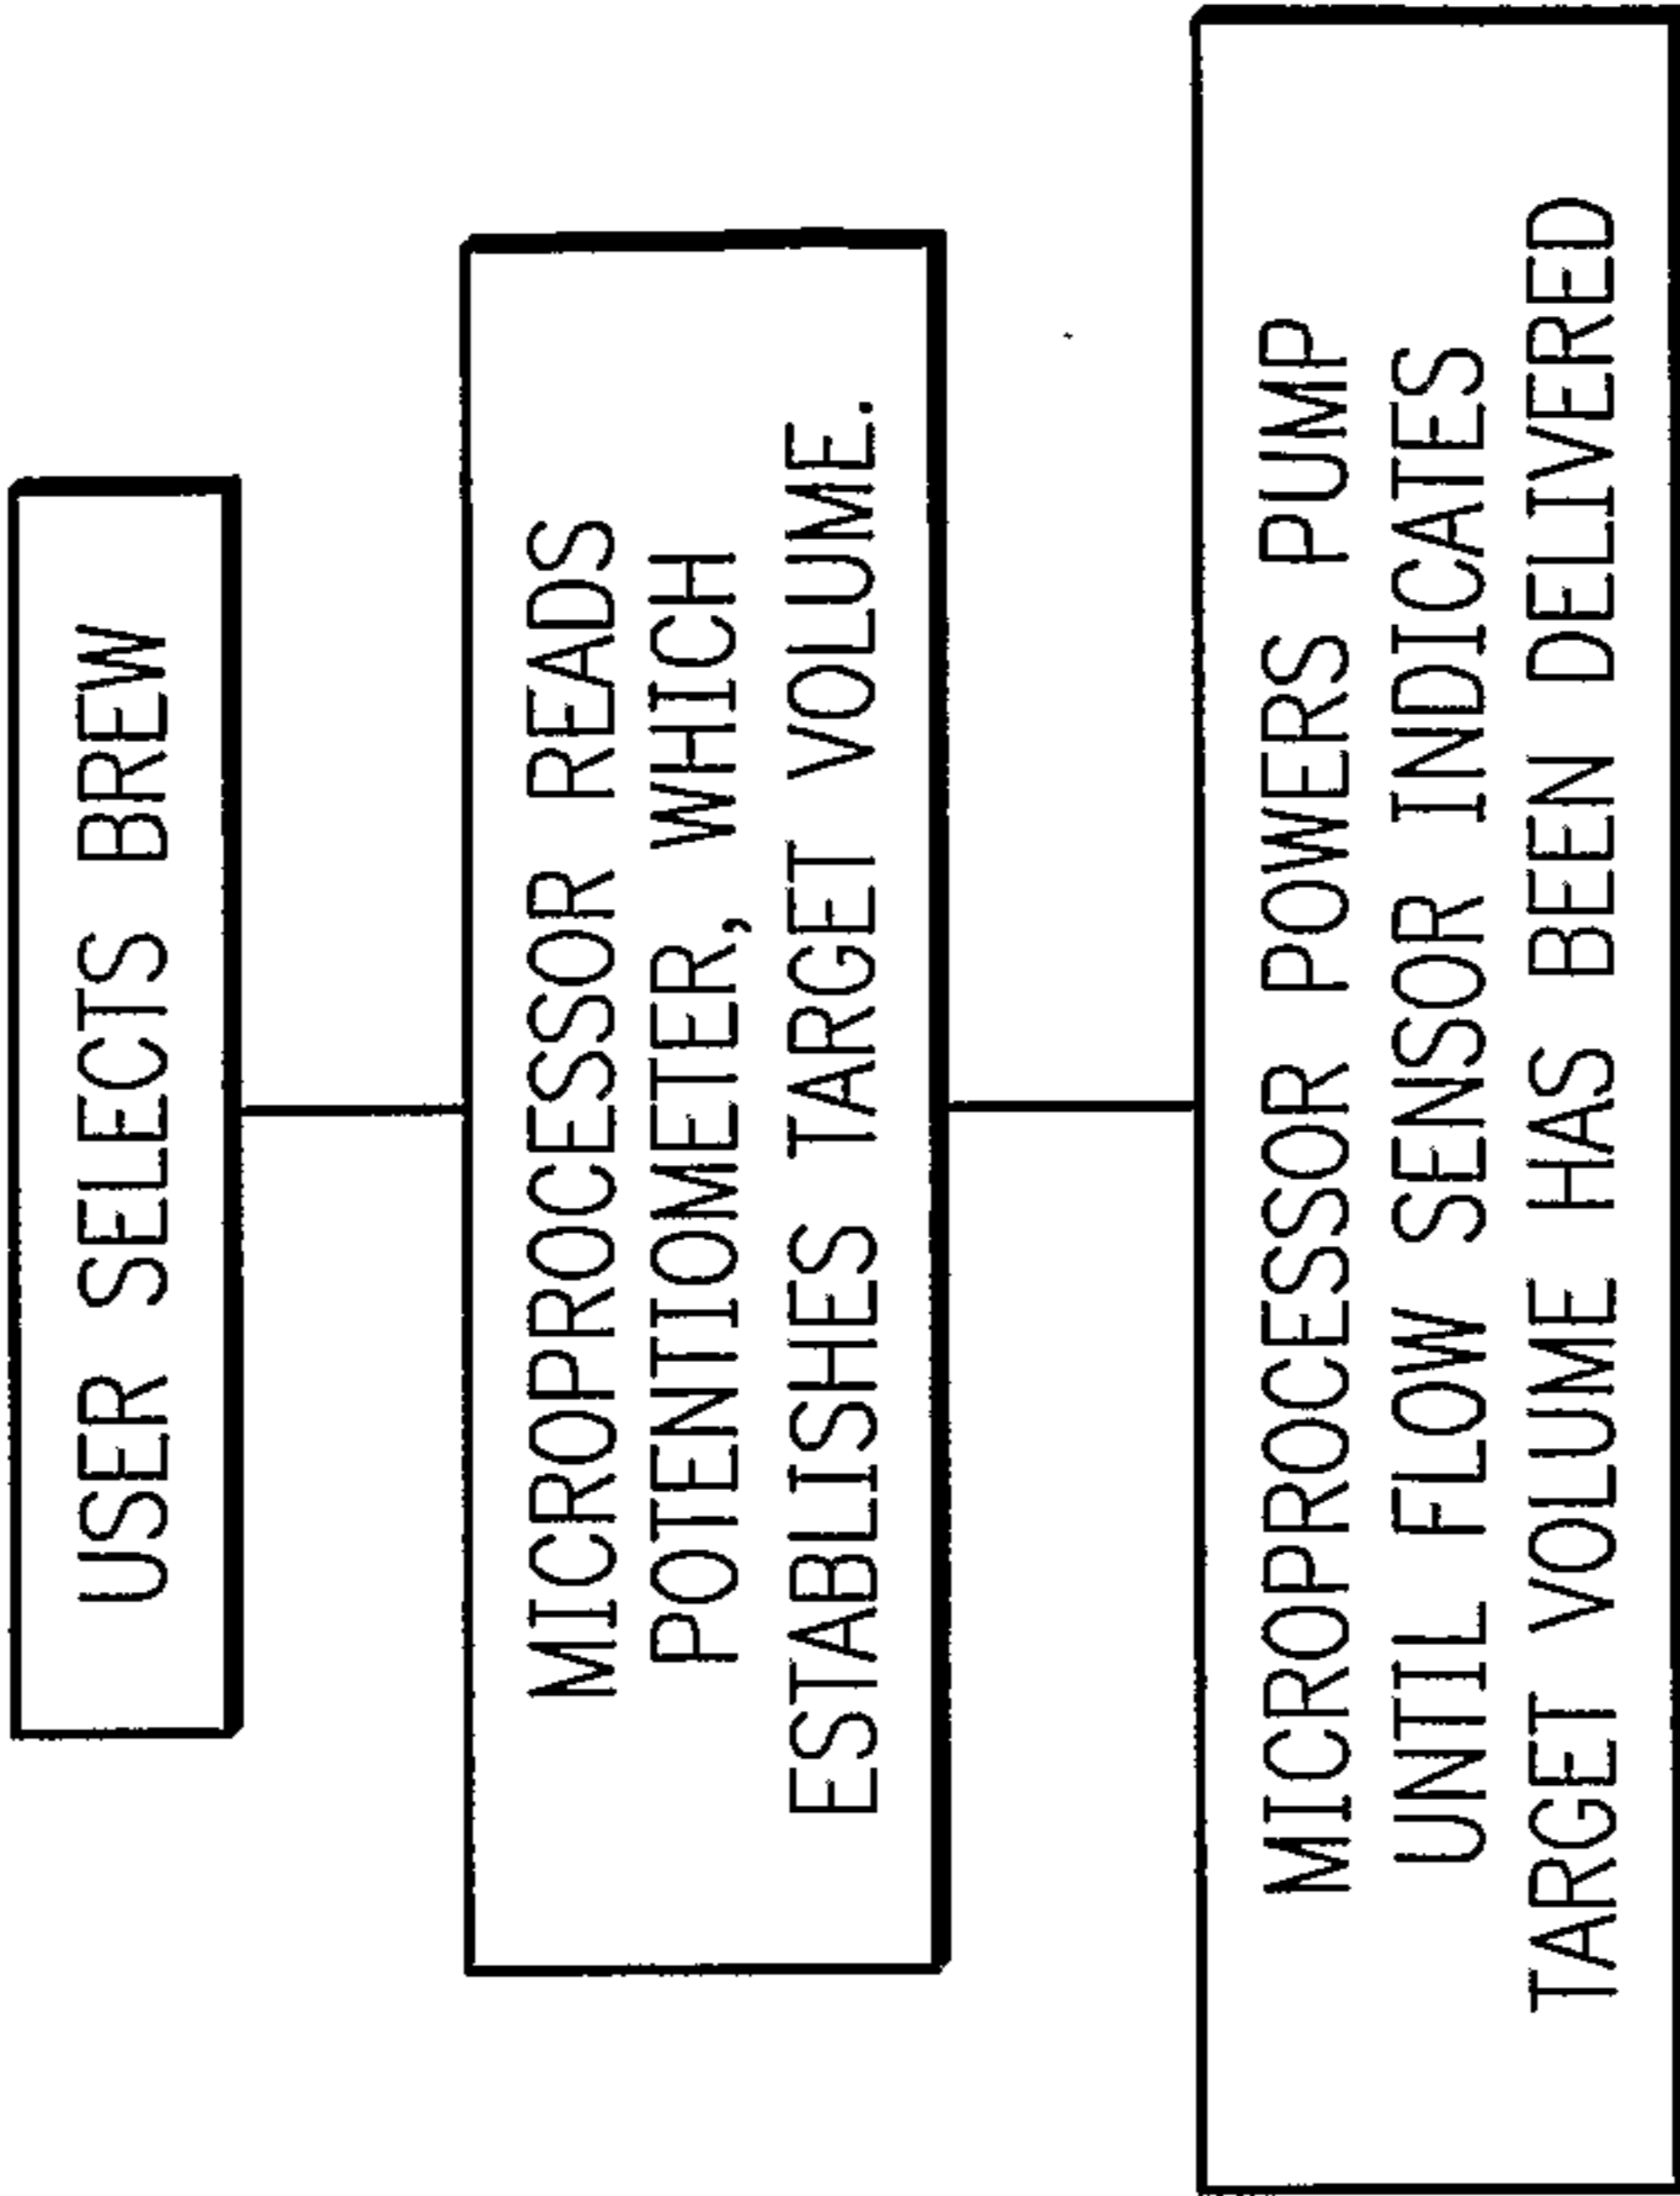 USER SELECTS BREW
MICROPROCESSOR READS
POTENTIOMETER, WHICH
ESTABLISHES TARGET VOLUME.
MICROPROCESSOR POWERS PUMP
UNTIL FLOW SENSOR INDICATES
TARGET VOLUME HAS BEEN DELIVERED